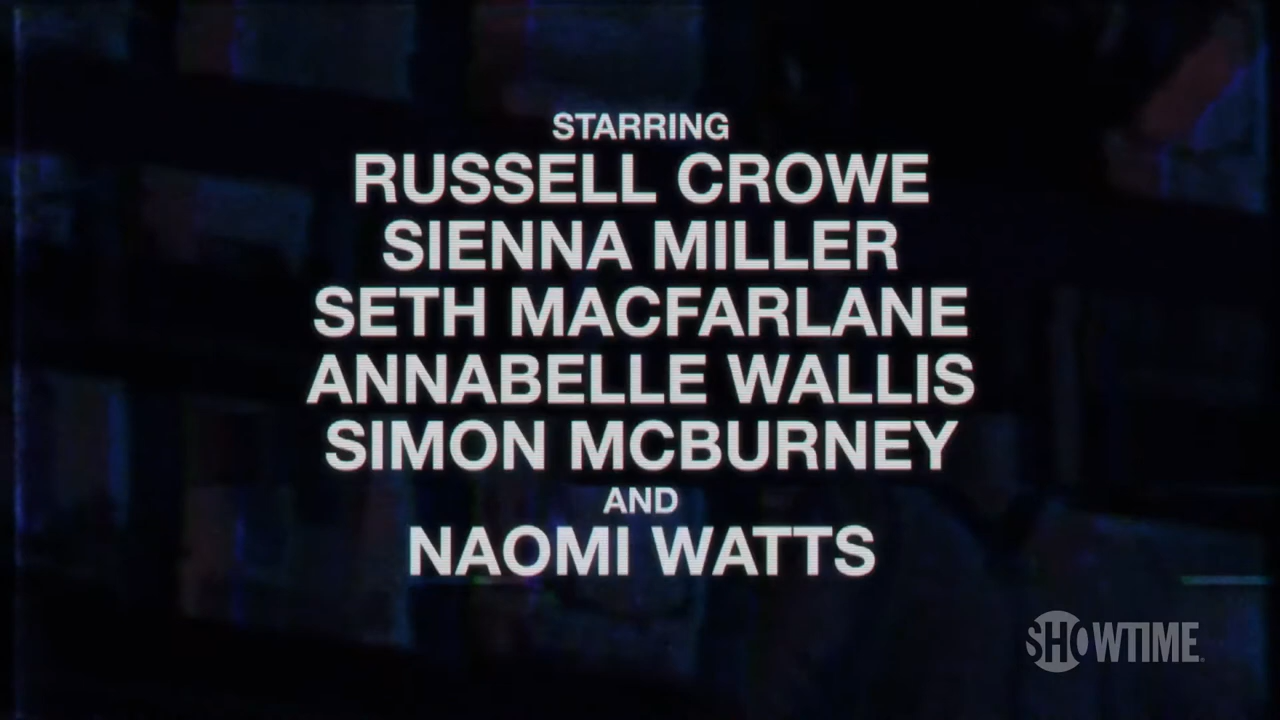 STARRING
RUSSELL CROWE
SIENNA MILLER
SETH MACFARLANE
ANNABELLE WALLIS
SIMON MCBURNEY
AND
NAOMI WATTS
SHOWTIME